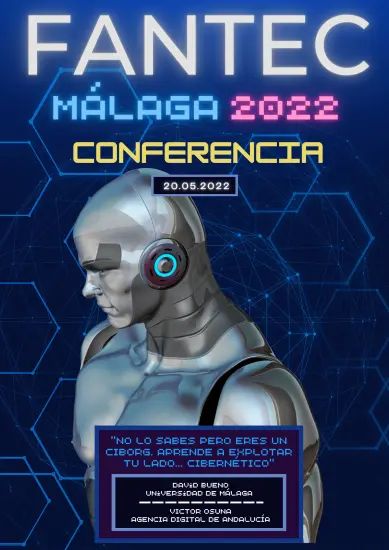 FANTEC
MÁLAGA 2022
CONFERENCIA
20.05.2022
"NO LO SABES PERO ERES UN
CIBORG. APRENDE A EXPLOTAR
TU LADO... CIBERNÉTICO"
DAVID BUENO
UNIVERSIDAD DE MÁLAGA
VICTOR OSUNA
AGENCIA DIGITAL DE ANDALUCÍA